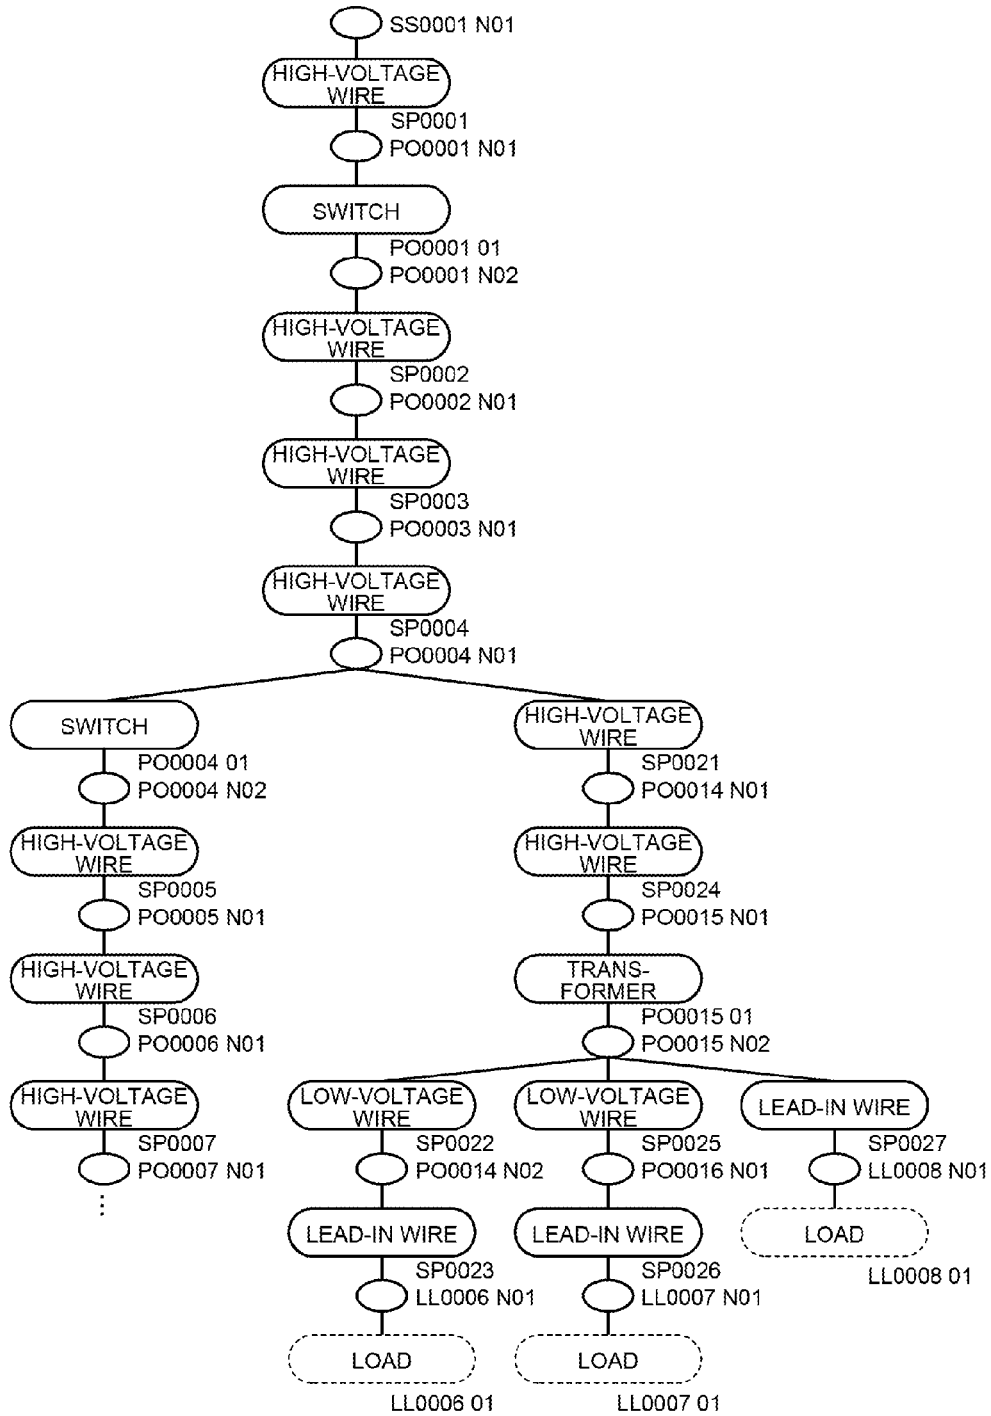 SS0001 N01
HIGH-VOLTAGE
WIRE
SP0001
PO0001 N01
SWITCH
PO0001 01
PO0001 N02
HIGH-VOLTAGE
WIRE
SP0002
PO0002 N01
HIGH-VOLTAGE
WIRE
SP0003
PO0003 N01
HIGH-VOLTAGE
WIRE
SP0004
PO0004 N01
SWITCH
PO0004 01
PO0004 N02
HIGH-VOLTAGE
WIRE
SP0005
PO0005 N01
HIGH-VOLTAGE
WIRE
SP0006
PO0006 N01
HIGH-VOLTAGE
WIRE
SP0007
PO0007 N01
⋮
HIGH-VOLTAGE
WIRE
SP0021
PO0014 N01
HIGH-VOLTAGE
WIRE
SP0024
PO0015 N01
TRANS-
FORMER
PO0015 01
PO0015 N02
LOW-VOLTAGE
WIRE
SP0022
PO0014 N02
LEAD-IN WIRE
SP0023
LL0006 N01
LOAD
LL0006 01
LOW-VOLTAGE
WIRE
SP0025
PO0016 N01
LEAD-IN WIRE
SP0026
LL0007 N01
LOAD
LL0007 01
LEAD-IN WIRE
SP0027
LL0008 N01
LOAD
LL0008 01